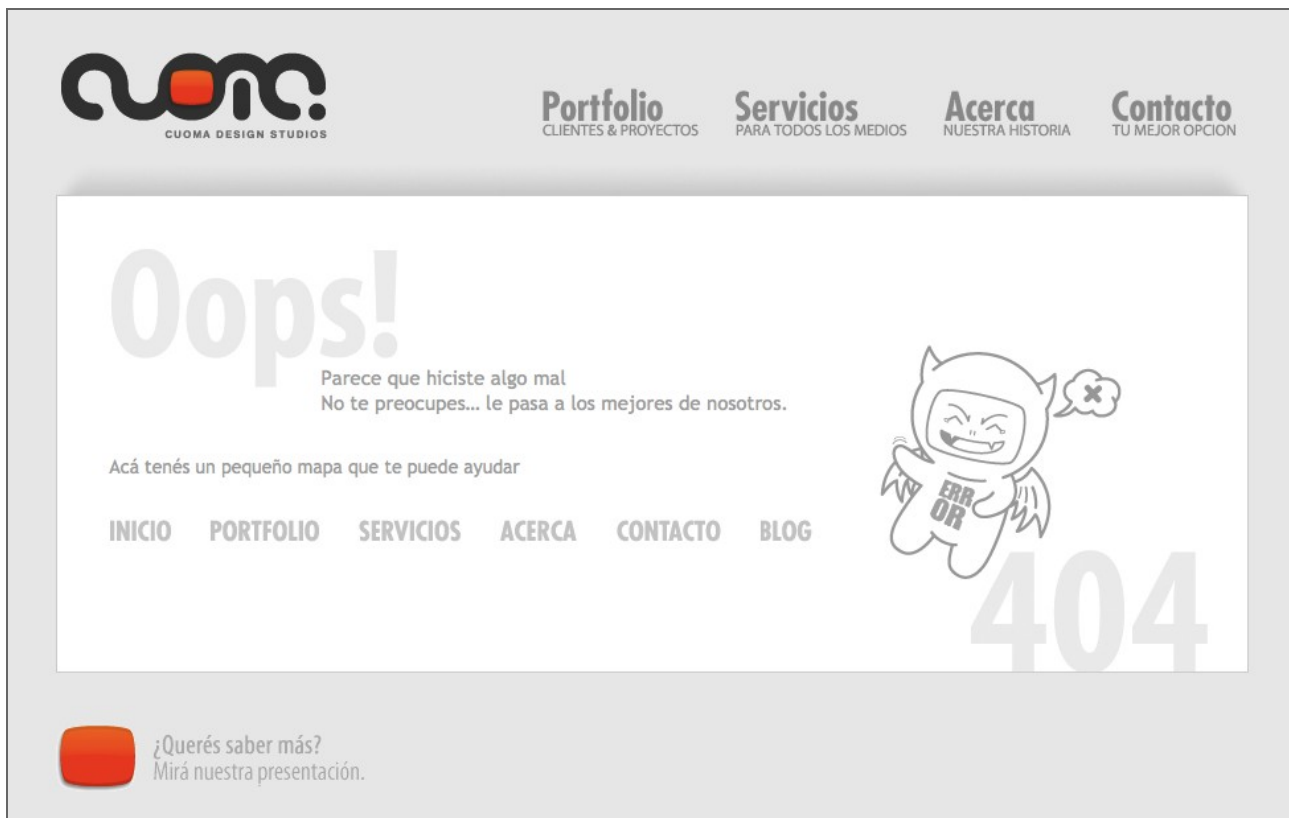 cuoma:
CUOMA DESIGN STUDIOS
Portfolio
CLIENTES & PROYECTOS
Servicios
PARA TODOS LOS MEDIOS
Acerca
NUESTRA HISTORIA
Contacto
TU MEJOR OPCION
Oops!
Parece que hiciste algo mal
No te preocupes... le pasa a los mejores de nosotros.
Acá tenés un pequeño mapa que te puede ayudar
INICIO PORTFOLIO SERVICIOS ACERCA CONTACTO BLOG
ERR
OR
404
¿Querés saber más?
Mirá nuestra presentación.